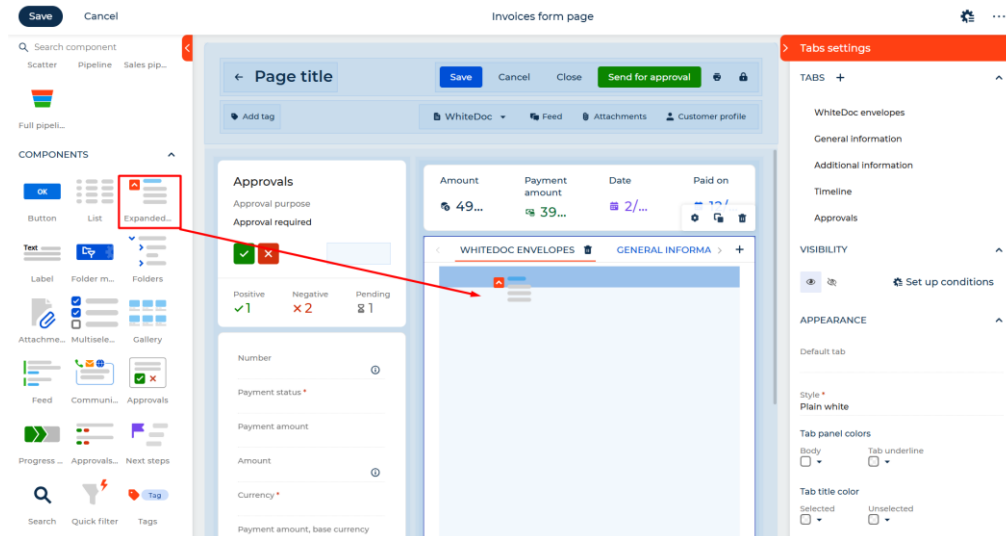 Save Cancel Invoices form page
Search component
Scatter Pipeline Sales pip...
Full pipeli...
COMPONENTS
OK
Button List Expanded...
Text
Label Folder m... Folders
Attachme... Multisele... Gallery
Feed Communi... Approvals
Progress ... Approvals... Next steps
Tag
Search Quick filter Tags
Page title Save Cancel Close Send for approval
Add tag WhiteDoc Feed Attachments Customer profile
Approvals
Approval purpose
Approval required
Positive Negative Pending
1 2 1
Number
Payment status *
Payment amount
Amount
Currency *
Payment amount, base currency
Amount Payment amount Date Paid on
49... 39... 2/...
WHITEDOC ENVELOPES GENERAL INFORMA
Tabs settings
TABS
WhiteDoc envelopes
General information
Additional information
Timeline
Approvals
VISIBILITY
Set up conditions
APPEARANCE
Default tab
Style *
Plain white
Tab panel colors
Body Tab underline
Tab title color
Selected Unselected